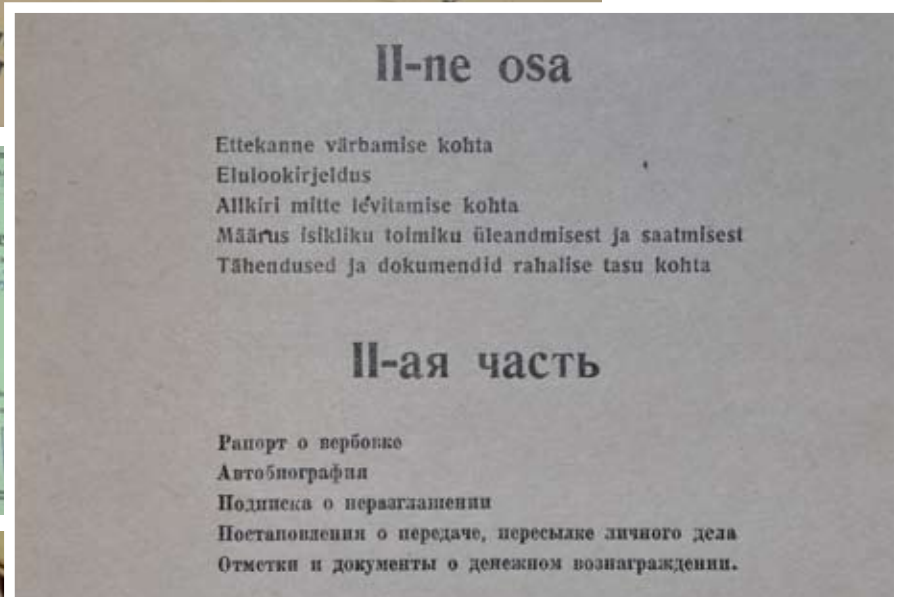 II-ne osa
Ettekanne värbamise kohta
Elulookirjeldus
Allkiri mitte levitamise kohta
Määrus isikliku toimiku üleandmisest ja saatmisest
Tähendused ja dokumendid rahalise tasu kohta
II-ая часть
Рапорт о вербовке
Автобиография
Подписка о неразглашении
Постановления о передаче, пересылке личного дела
Отметки и документы о денежном вознаграждении.